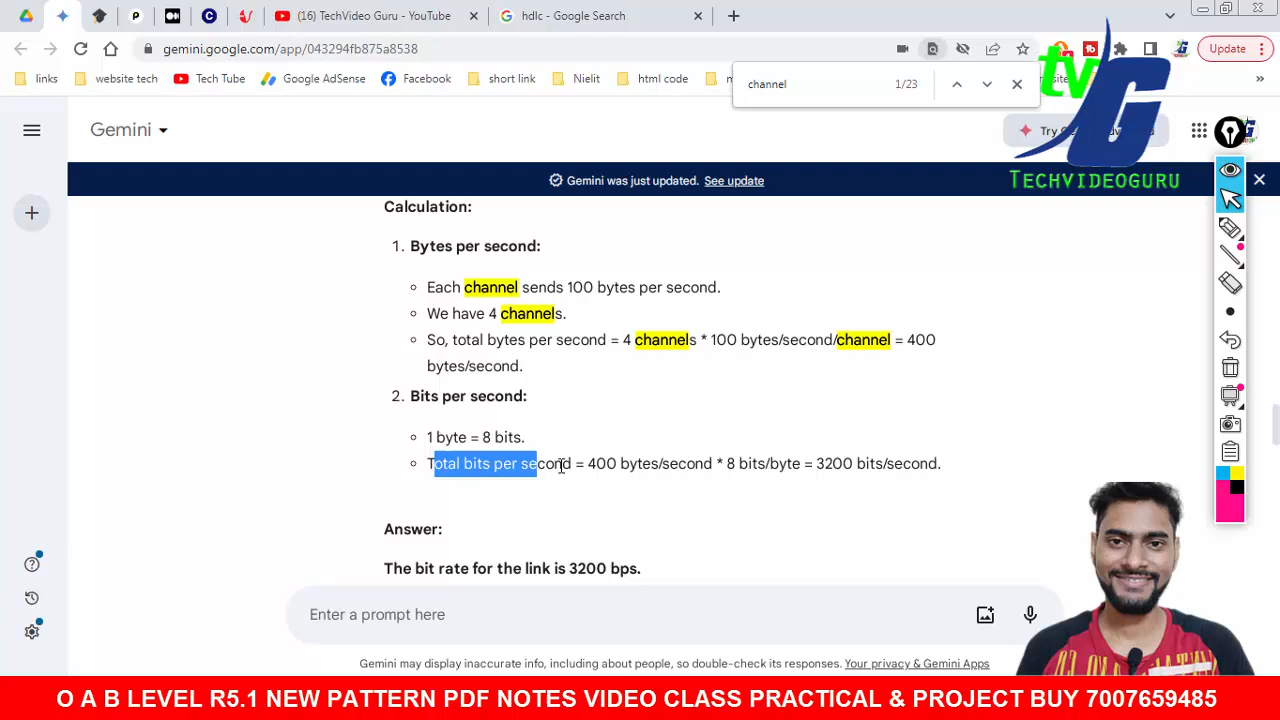 (16) TechVideo Guru - YouTube
hdlc - Google Search
gemini.google.com/app/043294fb875a8538
Update
links
website tech
Tech Tube
Google AdSense
Facebook
short link
Nielit
html code
channel 1/23
Gemini
Gemini was just updated. See update
tv
G
TECHVIDEOGURU
Calculation:
1. Bytes per second:
Each channel sends 100 bytes per second.
We have 4 channels.
So, total bytes per second = 4 channels * 100 bytes/second/channel = 400
bytes/second.
2. Bits per second:
1 byte = 8 bits.
Total bits per second = 400 bytes/second * 8 bits/byte = 3200 bits/second.
Answer:
The bit rate for the link is 3200 bps.
Enter a prompt here
Gemini may display inaccurate info, including about people, so double-check its responses. Your privacy & Gemini Apps
O A B LEVEL R5.1 NEW PATTERN PDF NOTES VIDEO CLASS PRACTICAL & PROJECT BUY 7007659485